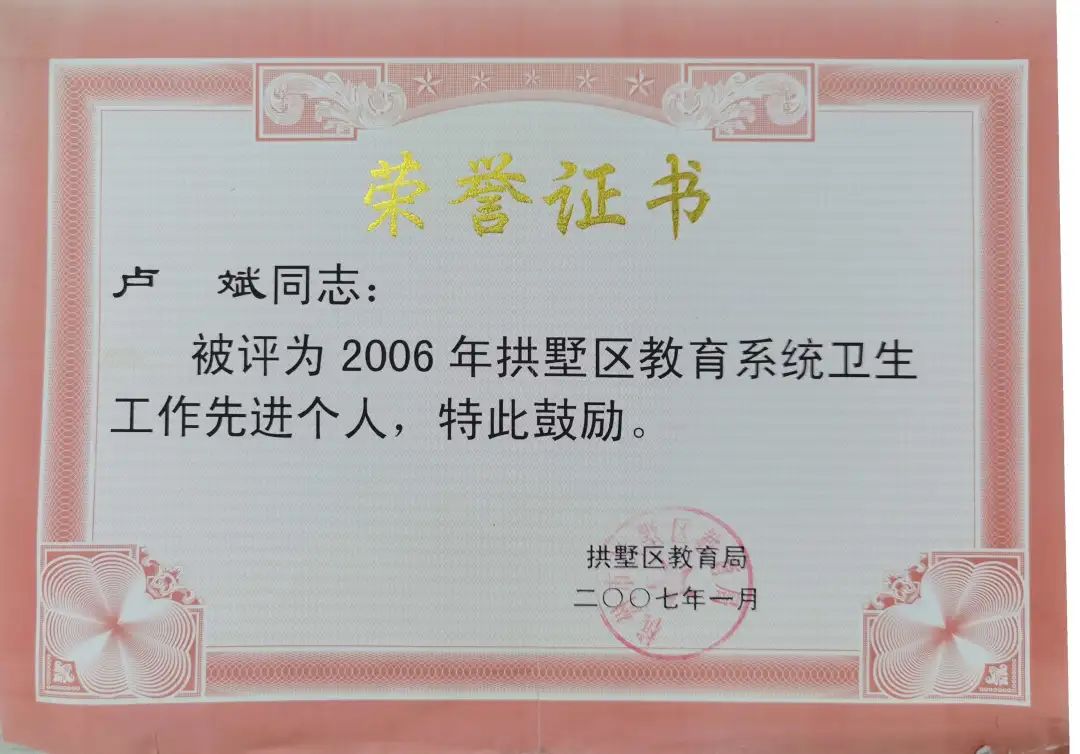 荣誉证书
卢 斌同志：
被评为 2006 年拱墅区教育系统卫生
工作先进个人，特此鼓励。
拱墅区教育局
二〇〇七年一月